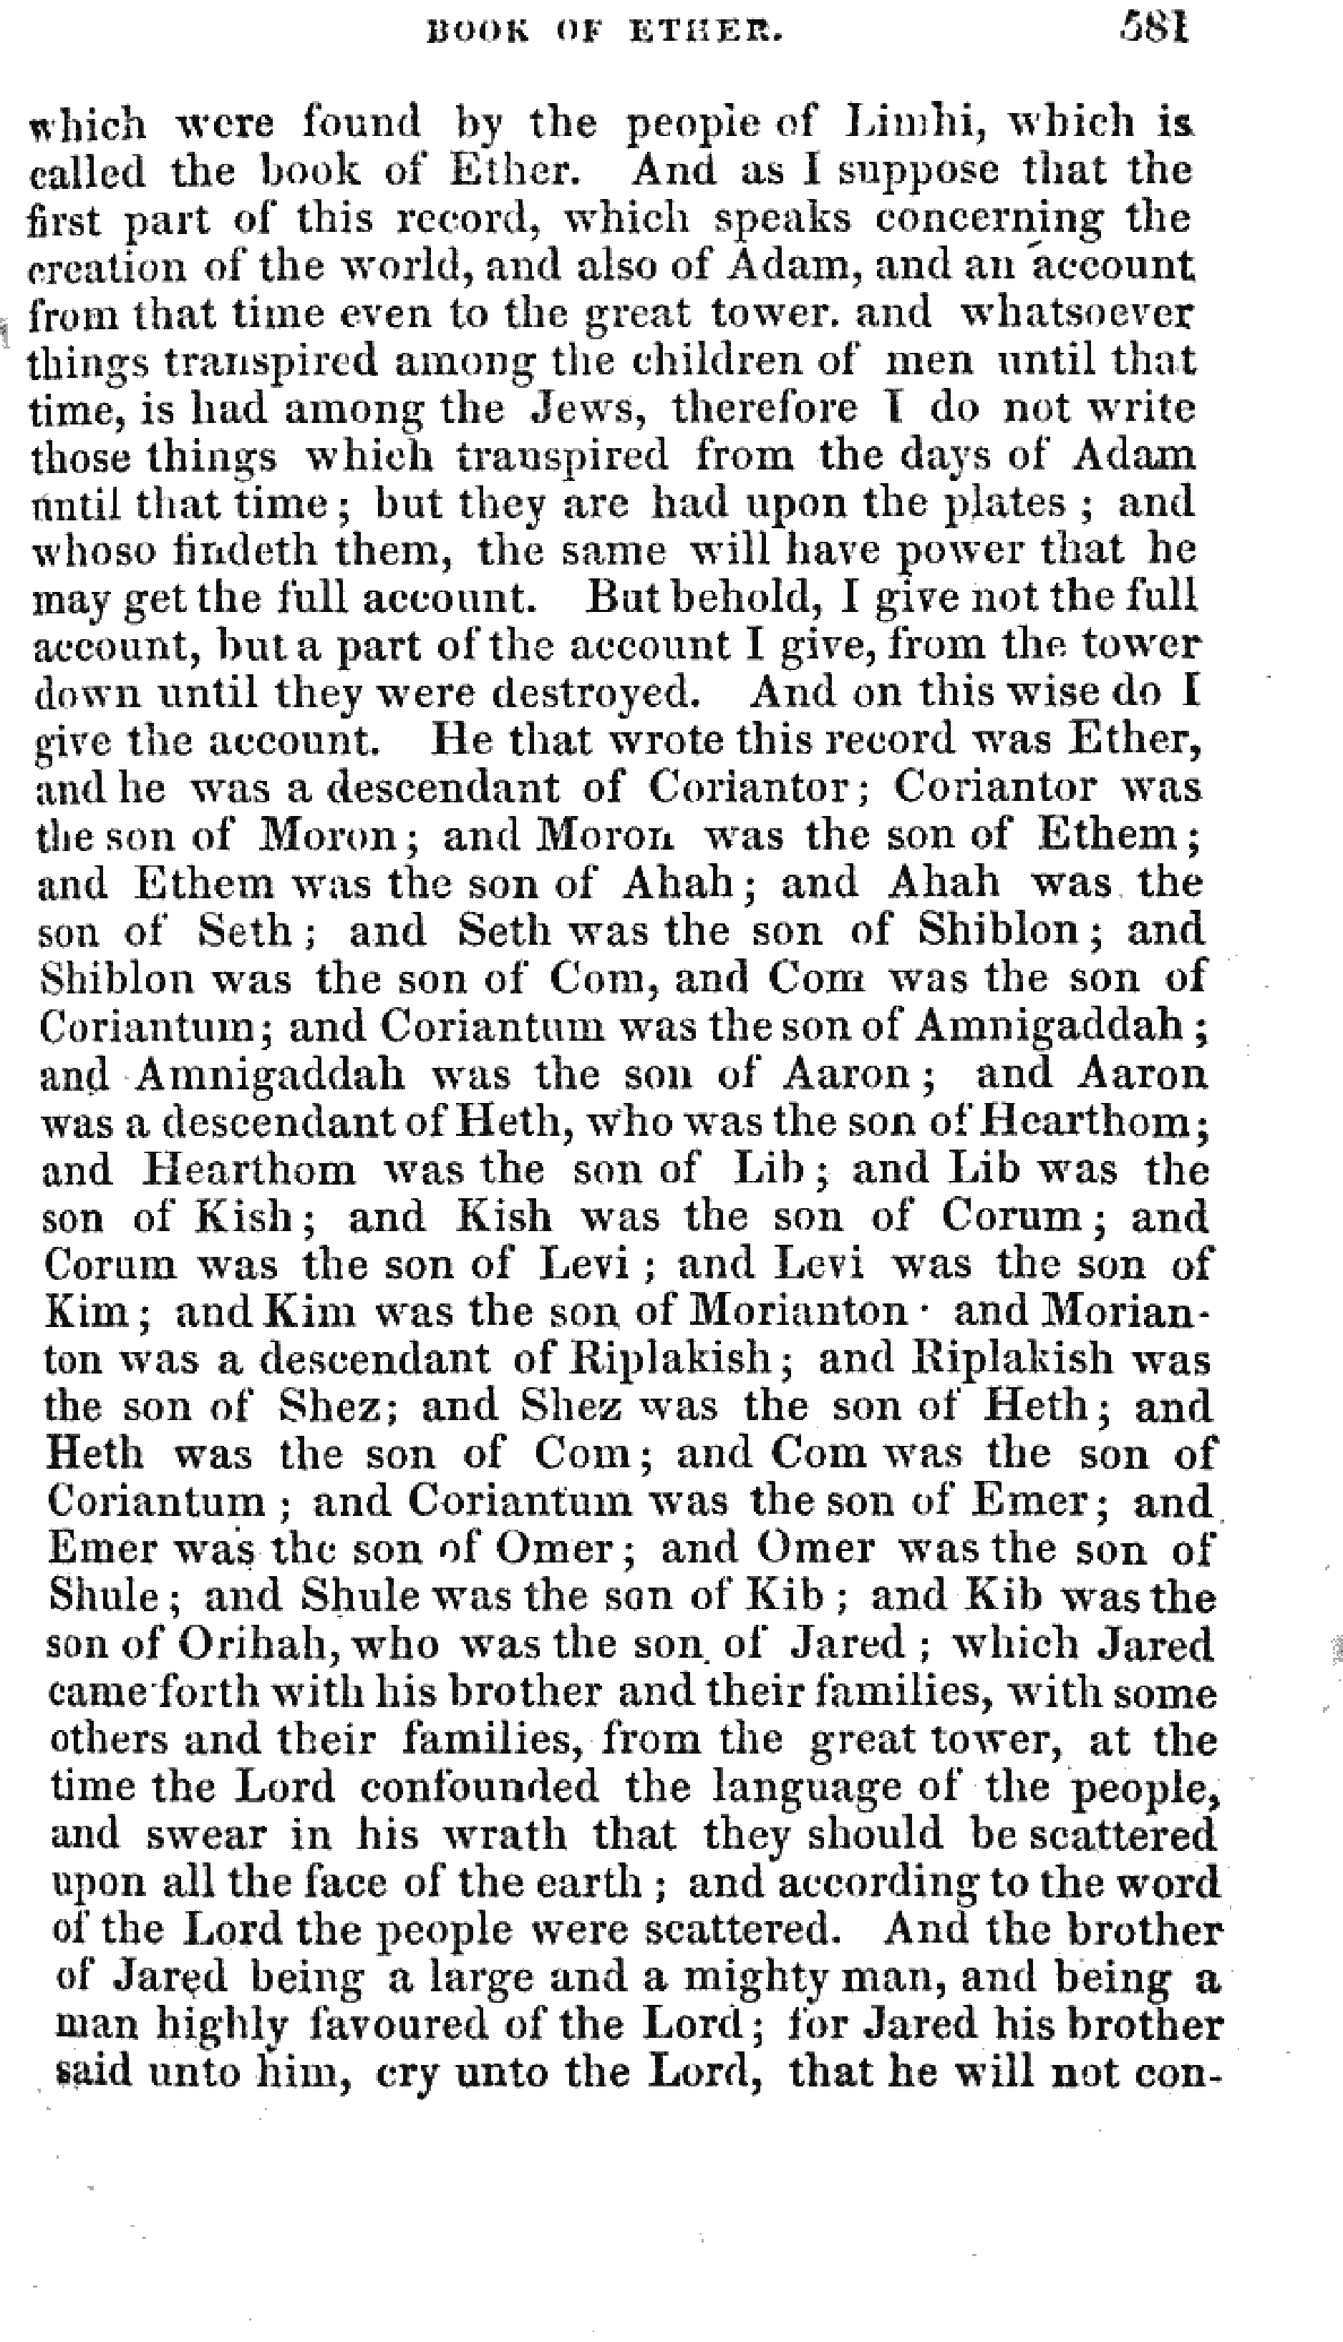 BOOK OF ETHER. 581
which were found by the people of Limhi, which is
called the book of Ether. And as I suppose that the
first part of this record, which speaks concerning the
creation of the world, and also of Adam, and an account
from that time even to the great tower. and whatsoever
things transpired among the children of men until that
time, is had among the Jews, therefore I do not write
those things which transpired from the days of Adam
until that time; but they are had upon the plates; and
whoso findeth them, the same will have power that he
may get the full account. But behold, I give not the full
account, but a part of the account I give, from the tower
down until they were destroyed. And on this wise do I
give the account. He that wrote this record was Ether,
and he was a descendant of Coriantor; Coriantor was
the son of Moron; and Moron was the son of Ethem;
and Ethem was the son of Ahah; and Ahah was the
son of Seth; and Seth was the son of Shiblon; and
Shiblon was the son of Com, and Com was the son of
Coriantum; and Coriantum was the son of Amnigaddah;
and Amnigaddah was the son of Aaron; and Aaron
was a descendant of Heth, who was the son of Hearthom;
and Hearthom was the son of Lib; and Lib was the
son of Kish; and Kish was the son of Corum; and
Corum was the son of Levi; and Levi was the son of
Kim; and Kim was the son of Morianton · and Morian-
ton was a descendant of Riplakish; and Riplakish was
the son of Shez; and Shez was the son of Heth; and
Heth was the son of Com; and Com was the son of
Coriantum; and Coriantum was the son of Emer; and
Emer was the son of Omer; and Omer was the son of
Shule; and Shule was the son of Kib; and Kib was the
son of Orihah, who was the son of Jared; which Jared
came forth with his brother and their families, with some
others and their families, from the great tower, at the
time the Lord confounded the language of the people,
and swear in his wrath that they should be scattered
upon all the face of the earth; and according to the word
of the Lord the people were scattered. And the brother
of Jared being a large and a mighty man, and being a
man highly favoured of the Lord; for Jared his brother
said unto him, cry unto the Lord, that he will not con-